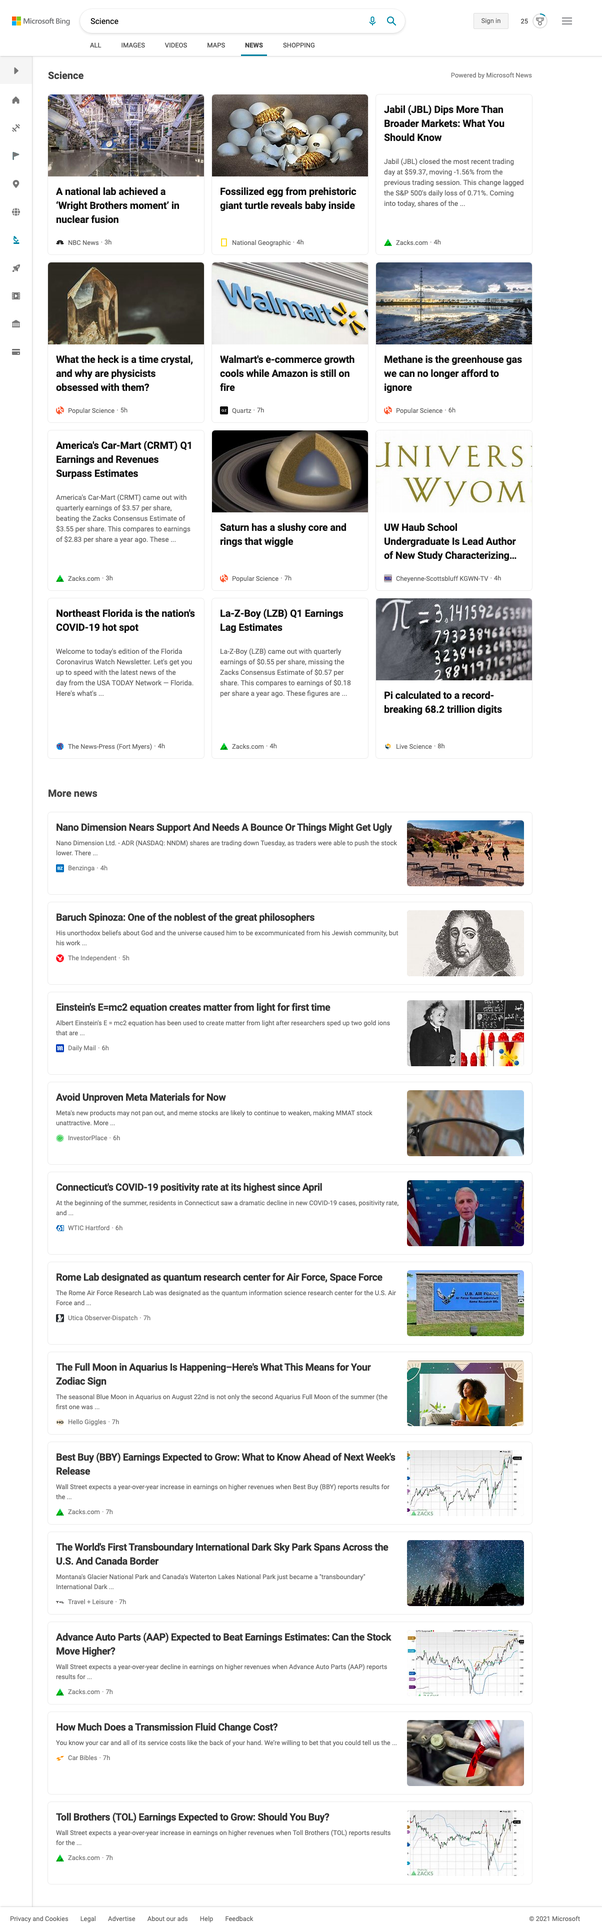 Microsoft Bing
Science
Sign in
25
ALL IMAGES VIDEOS MAPS NEWS SHOPPING
Science
Powered by Microsoft News
A national lab achieved a
'Wright Brothers moment' in
nuclear fusion
NBC News · 3h
Fossilized egg from prehistoric
giant turtle reveals baby inside
National Geographic · 4h
Jabil (JBL) Dips More Than
Broader Markets: What You
Should Know
Jabil (JBL) closed the most recent trading
day at $59.37, moving -1.56% from the
previous trading session. This change lagged
the S&P 500's daily loss of 0.71%. Coming
into today, shares of the ...
Zacks.com · 4h
What the heck is a time crystal,
and why are physicists
obsessed with them?
Popular Science · 5h
Walmart
Walmart's e-commerce growth
cools while Amazon is still on
fire
Quartz · 7h
Methane is the greenhouse gas
we can no longer afford to
ignore
Popular Science · 6h
America's Car-Mart (CRMT) Q1
Earnings and Revenues
Surpass Estimates
America's Car-Mart (CRMT) came out with
quarterly earnings of $3.57 per share,
beating the Zacks Consensus Estimate of
$3.55 per share. This compares to earnings
of $2.83 per share a year ago. These ...
Zacks.com · 3h
Saturn has a slushy core and
rings that wiggle
Popular Science · 7h
UNIVERS
WYOM
UW Haub School
Undergraduate Is Lead Author
of New Study Characterizing...
Cheyenne-Scottsbluff KGWN-TV · 4h
Northeast Florida is the nation's
COVID-19 hot spot
Welcome to today's edition of the Florida
Coronavirus Watch Newsletter. Let's get you
up to speed with the latest news of the
day from the USA TODAY Network — Florida.
Here's what's ...
The News-Press (Fort Myers) · 4h
La-Z-Boy (LZB) Q1 Earnings
Lag Estimates
La-Z-Boy (LZB) came out with quarterly
earnings of $0.55 per share, missing the
Zacks Consensus Estimate of $0.57 per
share. This compares to earnings of $0.18
per share a year ago. These figures are ...
Zacks.com · 4h
π = 3.141592653589
Pi calculated to a record-
breaking 68.2 trillion digits
Live Science · 8h
More news
Nano Dimension Nears Support And Needs A Bounce Or Things Might Get Ugly
Nano Dimension Ltd. - ADR (NASDAQ: NNDM) shares are trading down Tuesday, as traders were able to push the stock
lower. There ...
Benzinga · 4h
Baruch Spinoza: One of the noblest of the great philosophers
His unorthodox beliefs about God and the universe caused him to be excommunicated from his Jewish community, but
his work ...
The Independent · 5h
Einstein's E=mc2 equation creates matter from light for first time
Albert Einstein's E = mc2 equation has been used to create matter from light after researchers sped up two gold ions
that are ...
Daily Mail · 6h
Avoid Unproven Meta Materials for Now
Meta's new products may not pan out, and meme stocks are likely to continue to weaken, making MMAT stock
unattractive. More ...
InvestorPlace · 6h
Connecticut's COVID-19 positivity rate at its highest since April
At the beginning of the summer, residents in Connecticut saw a dramatic decline in new COVID-19 cases, positivity rate,
and ...
WTIC Hartford · 6h
Rome Lab designated as quantum research center for Air Force, Space Force
The Rome Air Force Research Lab was designated as the quantum information science research center for the U.S. Air
Force and ...
Utica Observer-Dispatch · 7h
U.S. AIR FORCE
The Full Moon in Aquarius Is Happening–Here's What This Means for Your
Zodiac Sign
The seasonal Blue Moon in Aquarius on August 22nd is not only the second Aquarius Full Moon of the summer (the
first one was ...
Hello Giggles · 7h
Best Buy (BBY) Earnings Expected to Grow: What to Know Ahead of Next Week's
Release
Wall Street expects a year-over-year increase in earnings on higher revenues when Best Buy (BBY) reports results for
the ...
Zacks.com · 7h
ZACKS
The World's First Transboundary International Dark Sky Park Spans Across the
U.S. And Canada Border
Montana's Glacier National Park and Canada's Waterton Lakes National Park just became a "transboundary"
International Dark ...
Travel + Leisure · 7h
Advance Auto Parts (AAP) Expected to Beat Earnings Estimates: Can the Stock
Move Higher?
Wall Street expects a year-over-year decline in earnings on higher revenues when Advance Auto Parts (AAP) reports
results for ...
Zacks.com · 7h
How Much Does a Transmission Fluid Change Cost?
You know your car and all of its service costs like the back of your hand. We're willing to bet that you could tell us the ...
Car Bibles · 7h
Toll Brothers (TOL) Earnings Expected to Grow: Should You Buy?
Wall Street expects a year-over-year increase in earnings on higher revenues when Toll Brothers (TOL) reports results
for the ...
Zacks.com · 7h
ZACKS
Privacy and Cookies Legal Advertise About our ads Help Feedback
© 2021 Microsoft